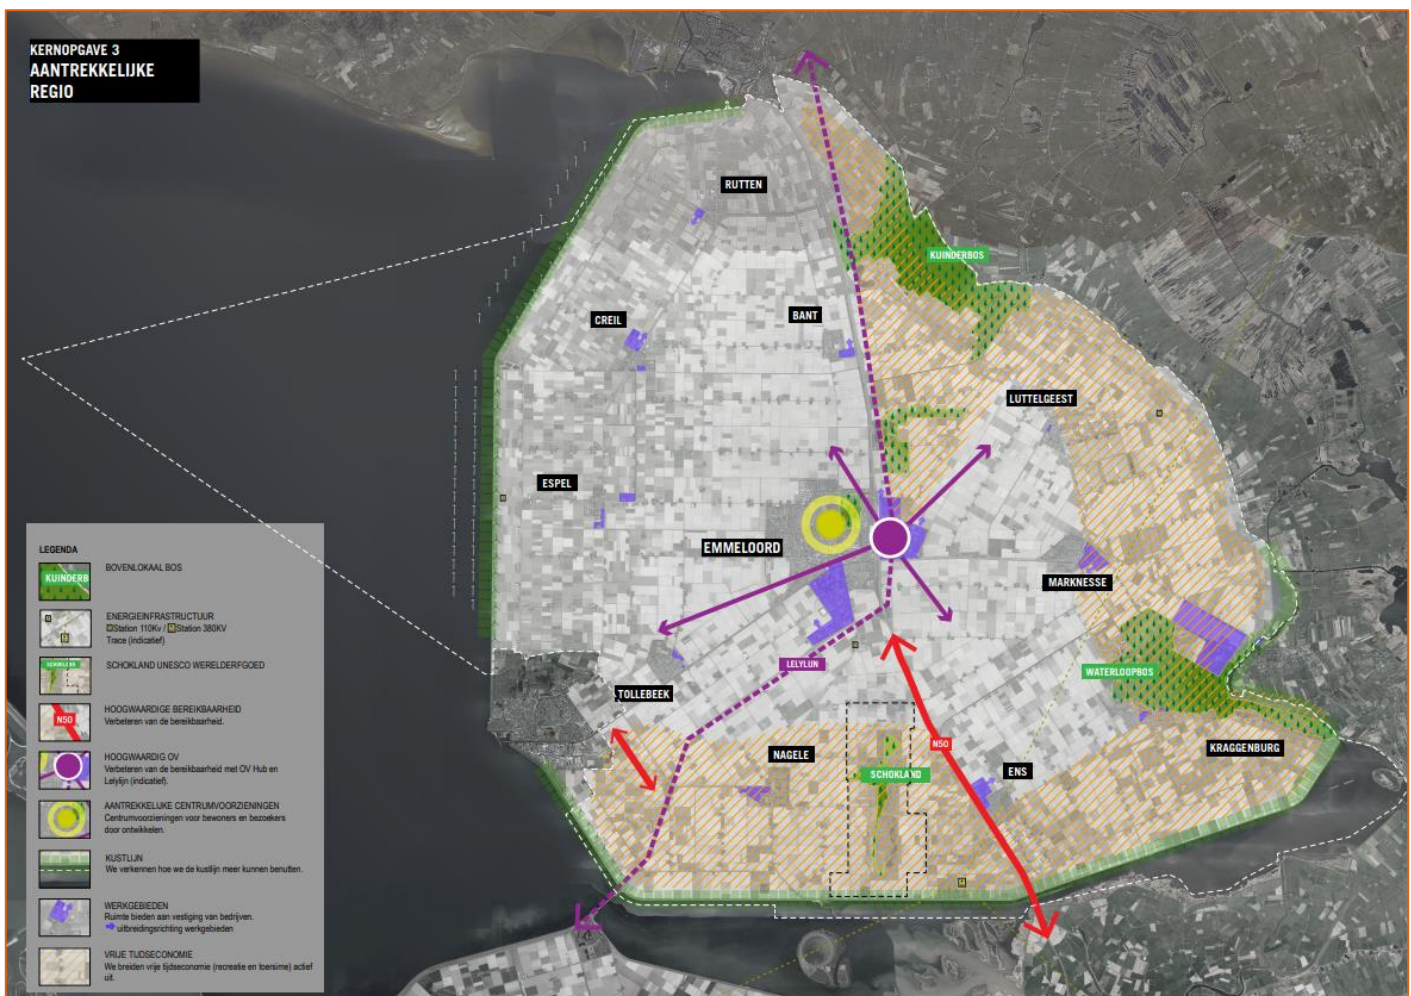 KERNOPGAVE 3
AANTREKKELIJKE
REGIO
RUTTEN
KUINDERBOS
CREIL
BANT
LUTTELGEEST
ESPEL
EMMELOORD
MARKNESSE
LELYLIJN
WATERLOOPBOS
TOLLEBEEK
NAGELE
N50
KRAGGENBURG
SCHOKLAND
ENS
LEGENDA
KUINDERB
BOVENLOKAAL BOS
ENERGIEINFRASTRUCTUUR
Station 110Kv / Station 380KV
Trace (indicatief)
SCHOKLAND
SCHOKLAND UNESCO WERELDERFGOED
N50
HOOGWAARDIGE BEREIKBAARHEID
Verbeteren van de bereikbaarheid.
HOOGWAARDIG OV
Verbeteren van de bereikbaarheid met OV Hub en
Lelylijn (indicatief).
AANTREKKELIJKE CENTRUMVOORZIENINGEN
Centrumvoorzieningen voor bewoners en bezoekers
door ontwikkelen.
KUSTLIJN
We verkennen hoe we de kustlijn meer kunnen benutten.
WERKGEBIEDEN
Ruimte bieden aan vestiging van bedrijven.
uitbreidingsrichting werkgebieden
VRIJE TIJDSECONOMIE
We breiden vrije tijdseconomie (recreatie en toersime) actief
uit.